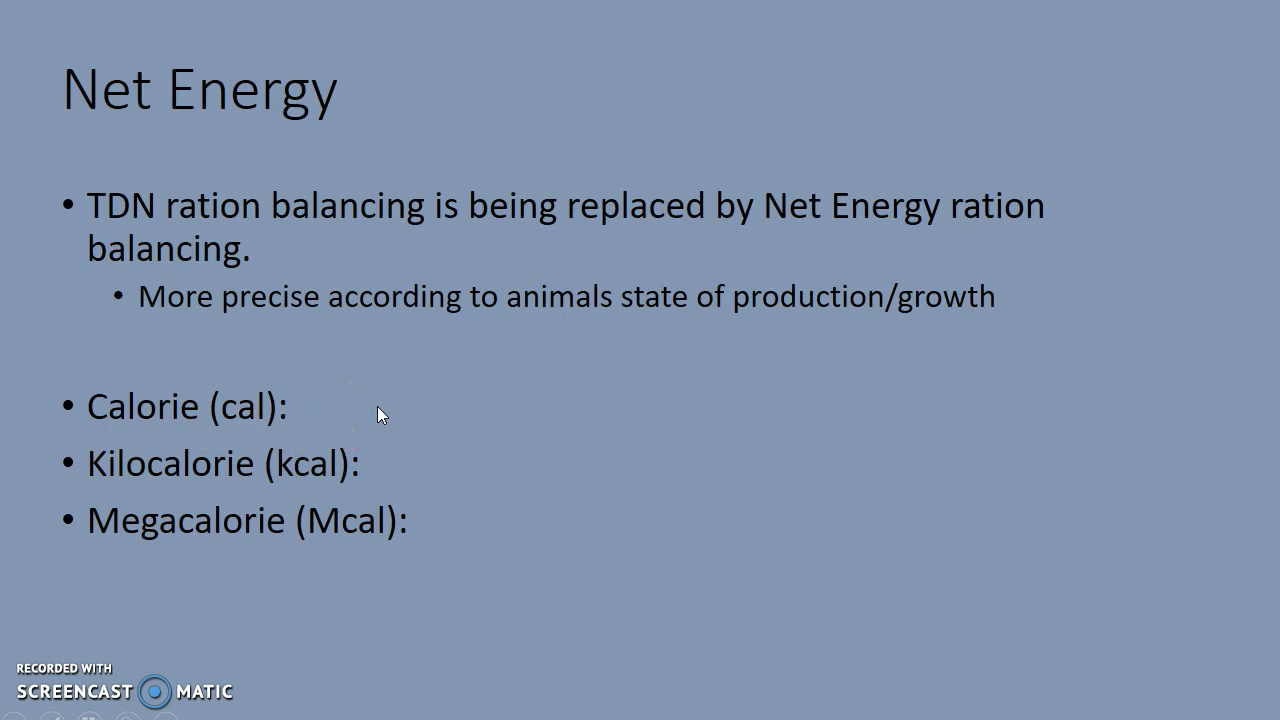 Net Energy
• TDN ration balancing is being replaced by Net Energy ration
balancing.
• More precise according to animals state of production/growth
• Calorie (cal):
• Kilocalorie (kcal):
• Megacalorie (Mcal):
RECORDED WITH
SCREENCAST MATIC